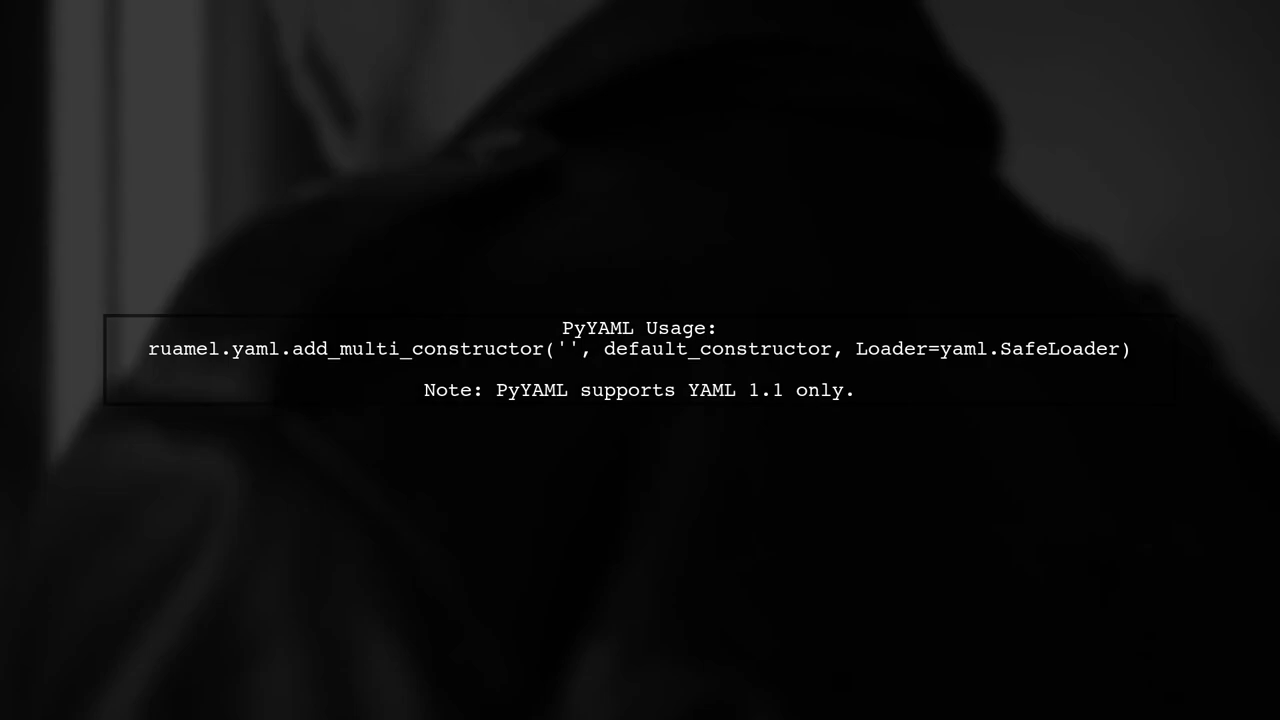 PyYAML Usage:
ruamel.yaml.add_multi_constructor('', default_constructor, Loader=yaml.SafeLoader)
Note: PyYAML supports YAML 1.1 only.